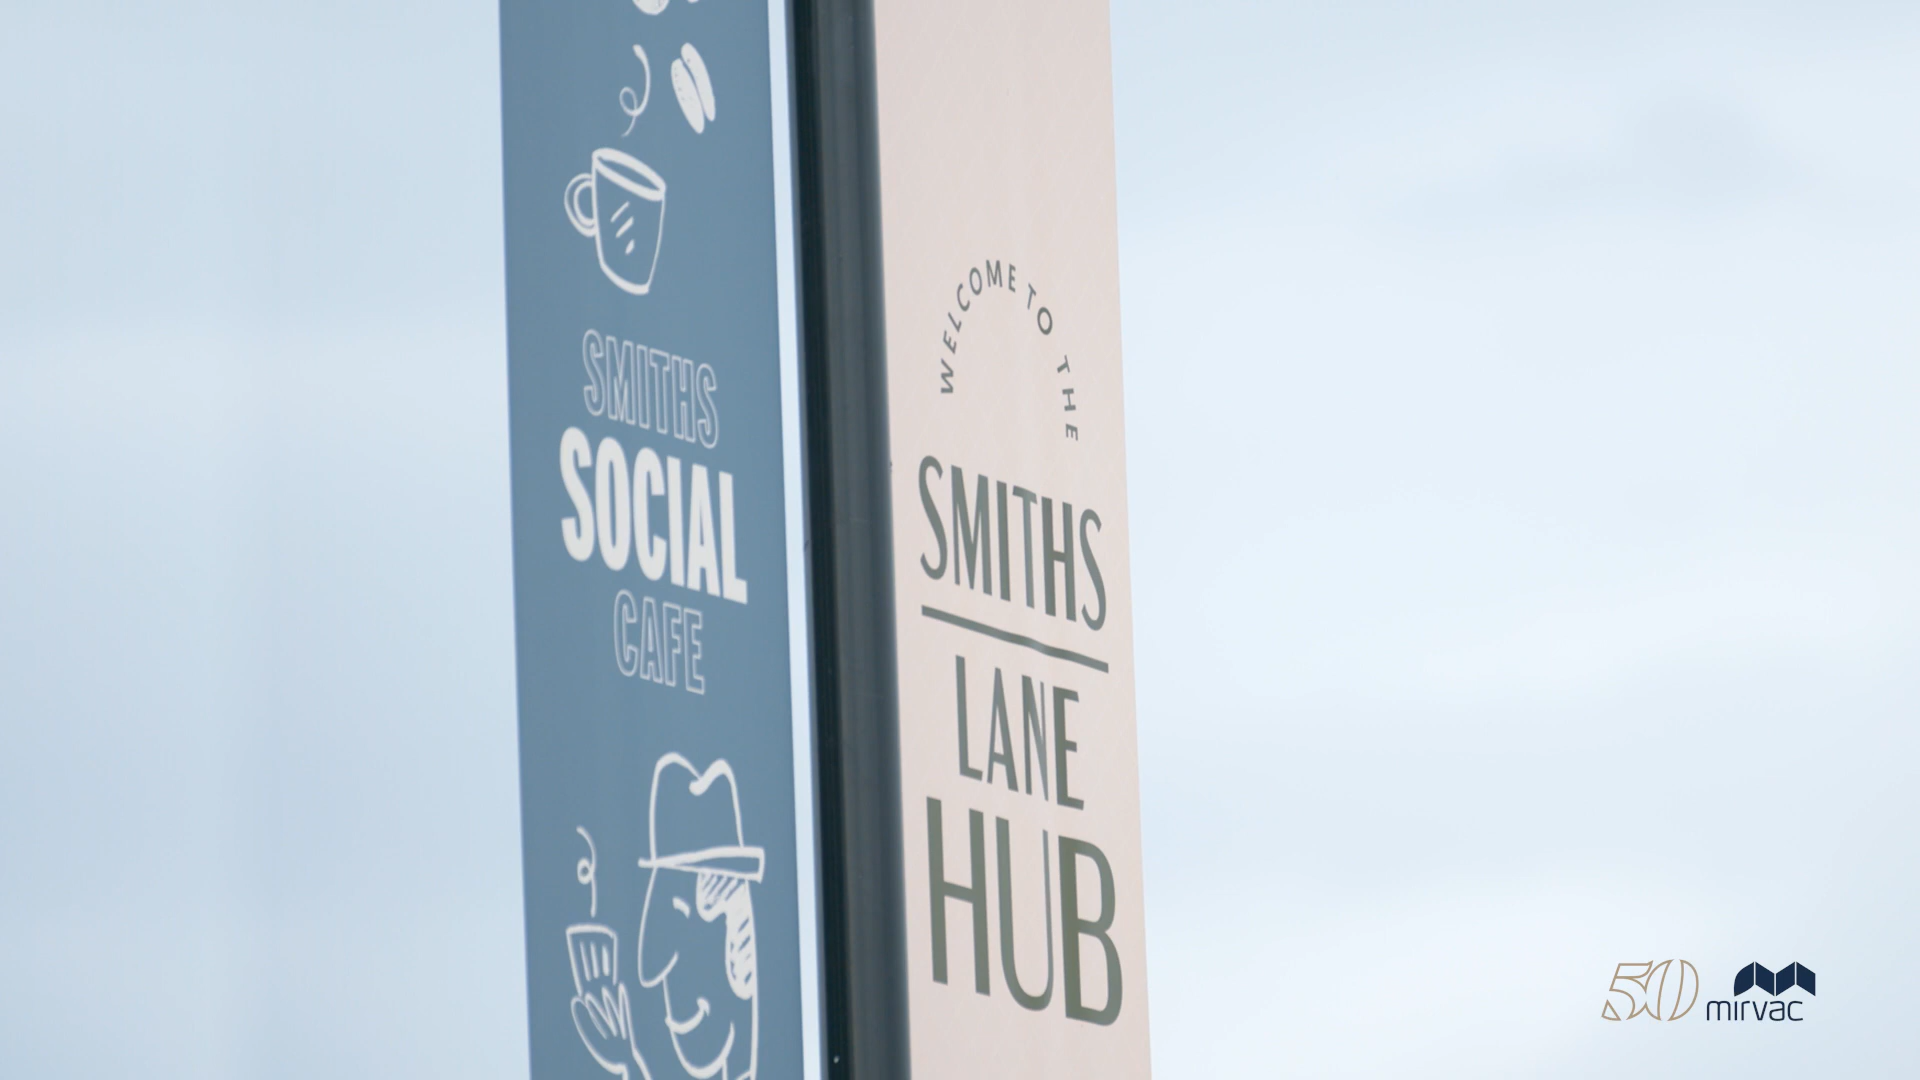 SMITHS
SOCIAL
CAFE
WELCOME TO THE
SMITHS
LANE
HUB
50 mirvac